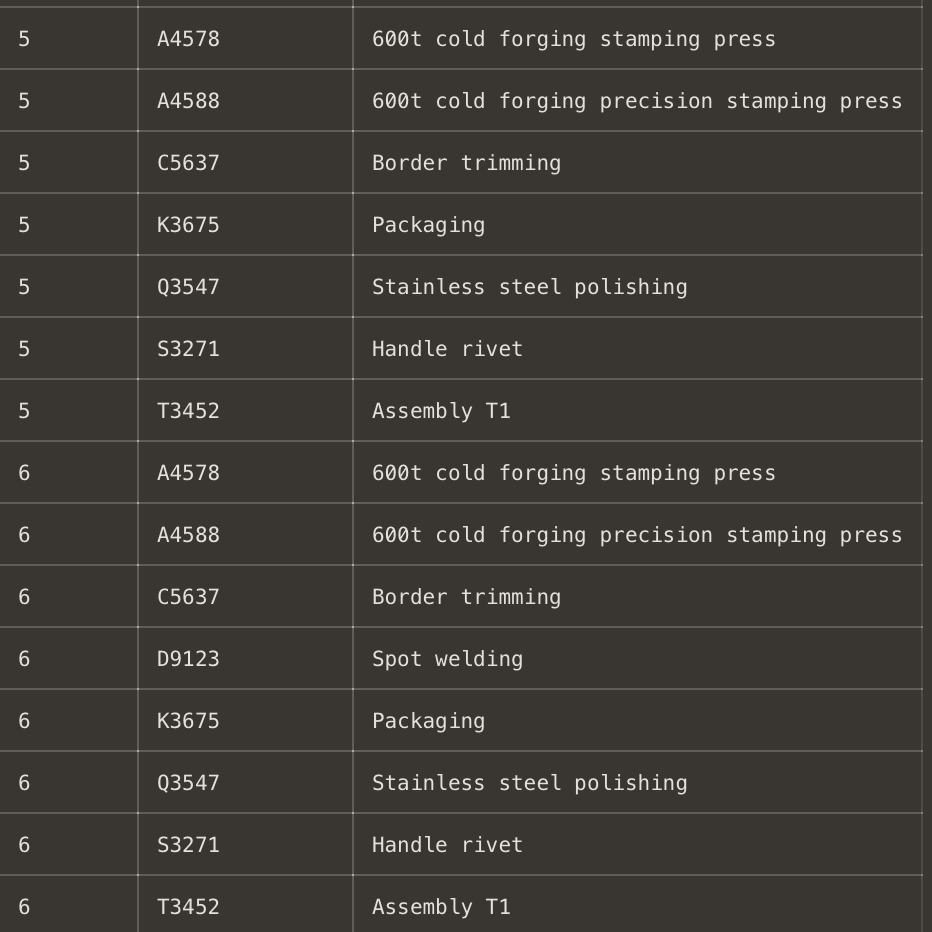 5 A4578 600t cold forging stamping press
5 A4588 600t cold forging precision stamping press
5 C5637 Border trimming
5 K3675 Packaging
5 Q3547 Stainless steel polishing
5 S3271 Handle rivet
5 T3452 Assembly T1
6 A4578 600t cold forging stamping press
6 A4588 600t cold forging precision stamping press
6 C5637 Border trimming
6 D9123 Spot welding
6 K3675 Packaging
6 Q3547 Stainless steel polishing
6 S3271 Handle rivet
6 T3452 Assembly T1